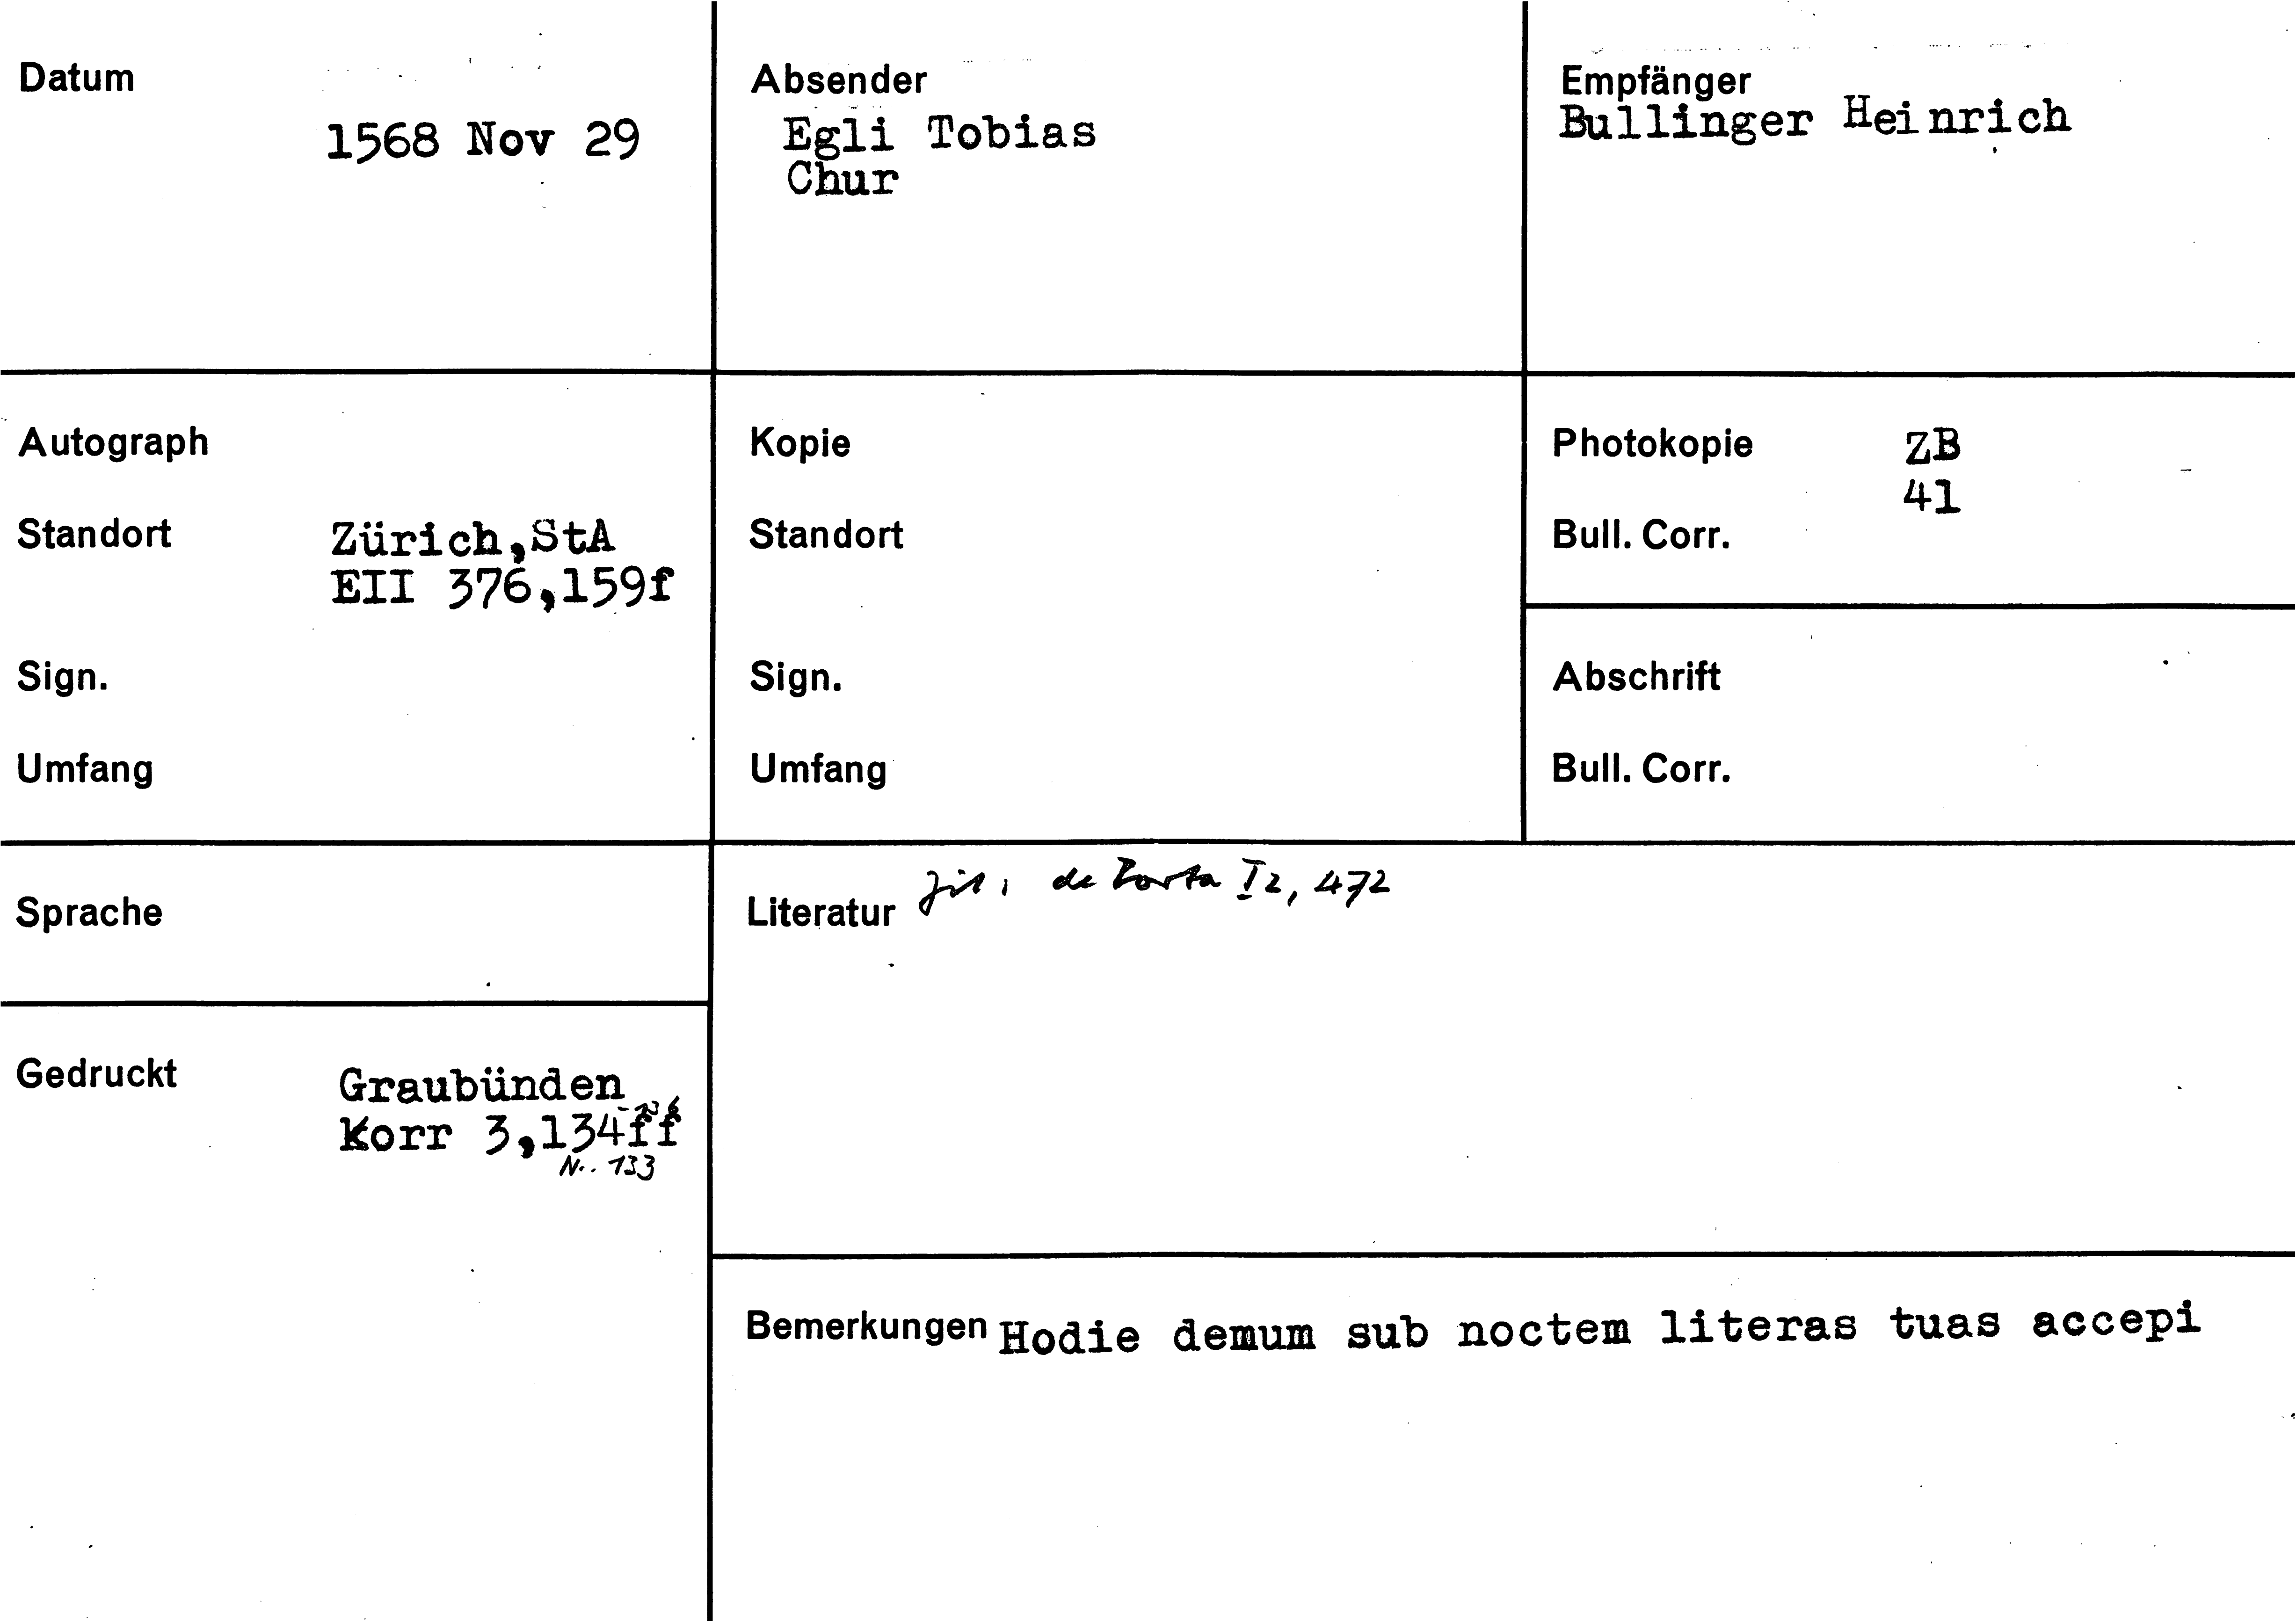 Datum
1568 Nov 29
Absender
Egli Tobias
Chur
Empfänger
Bullinger Heinrich
Autograph
Standort
Zürich,StA
EII 376,159f
Sign.
Umfang
Kopie
Standort
Sign.
Umfang
Photokopie ZB
41
Bull. Corr.
Abschrift
Bull. Corr.
Sprache
Literatur
de Porta I 2, 472
Gedruckt
Graubünden
-136
Korr 3,134ff
Nr. 133
Bemerkungen Hodie demum sub noctem literas tuas accepi